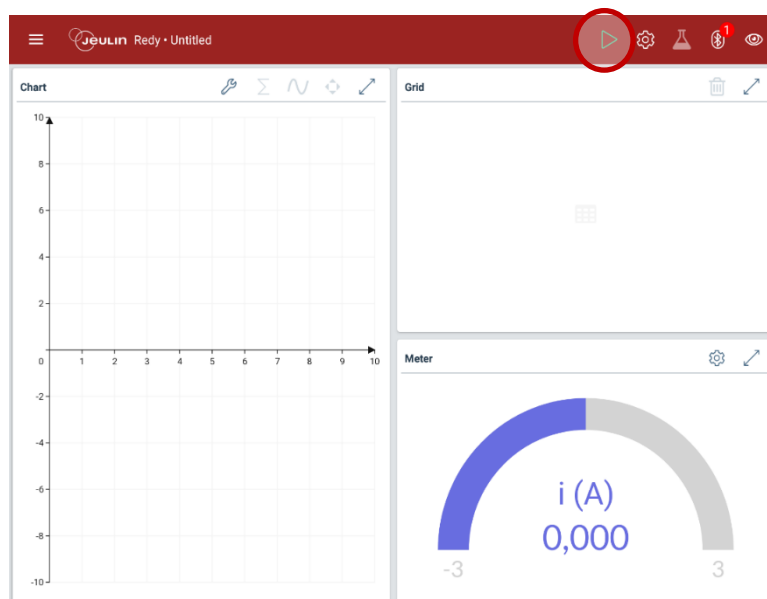 Jeulin Redy • Untitled
1
Chart
Grid
10
8
6
4
2
0 1 2 3 4 5 6 7 8 9 10
-2
-4
-6
-8
-10
Meter
i (A)
0,000
-3 3